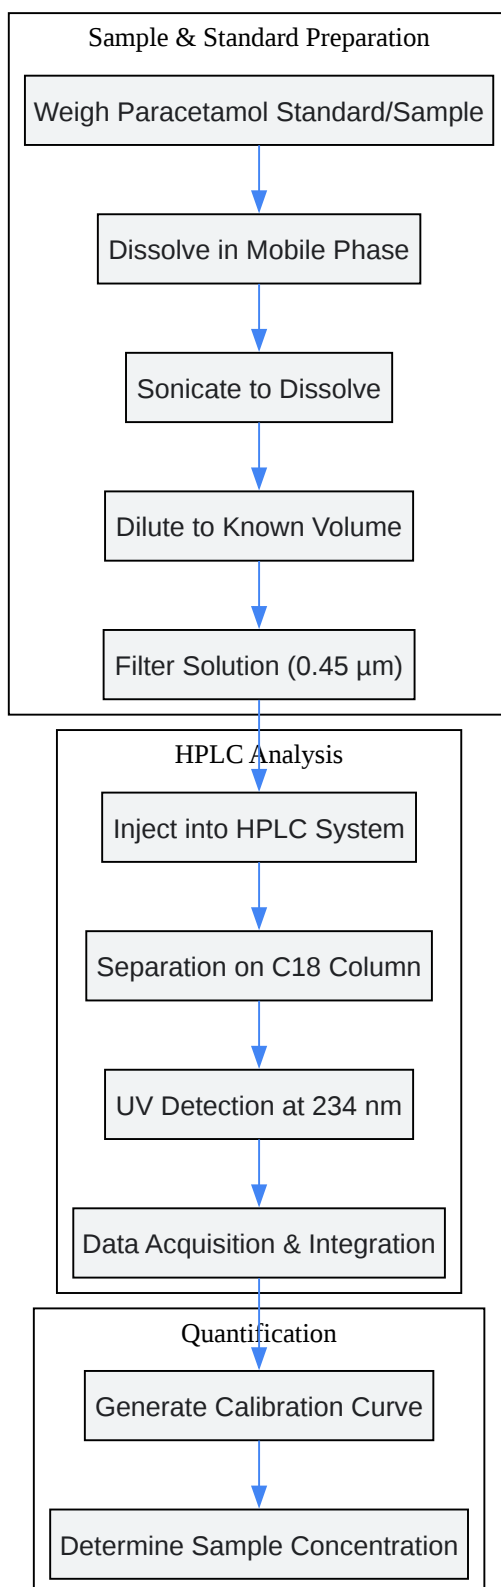 Sample & Standard Preparation
Weigh Paracetamol Standard/Sample
Dissolve in Mobile Phase
Sonicate to Dissolve
Dilute to Known Volume
Filter Solution (0.45 µm)
HPLC Analysis
Inject into HPLC System
Separation on C18 Column
UV Detection at 234 nm
Data Acquisition & Integration
Quantification
Generate Calibration Curve
Determine Sample Concentration